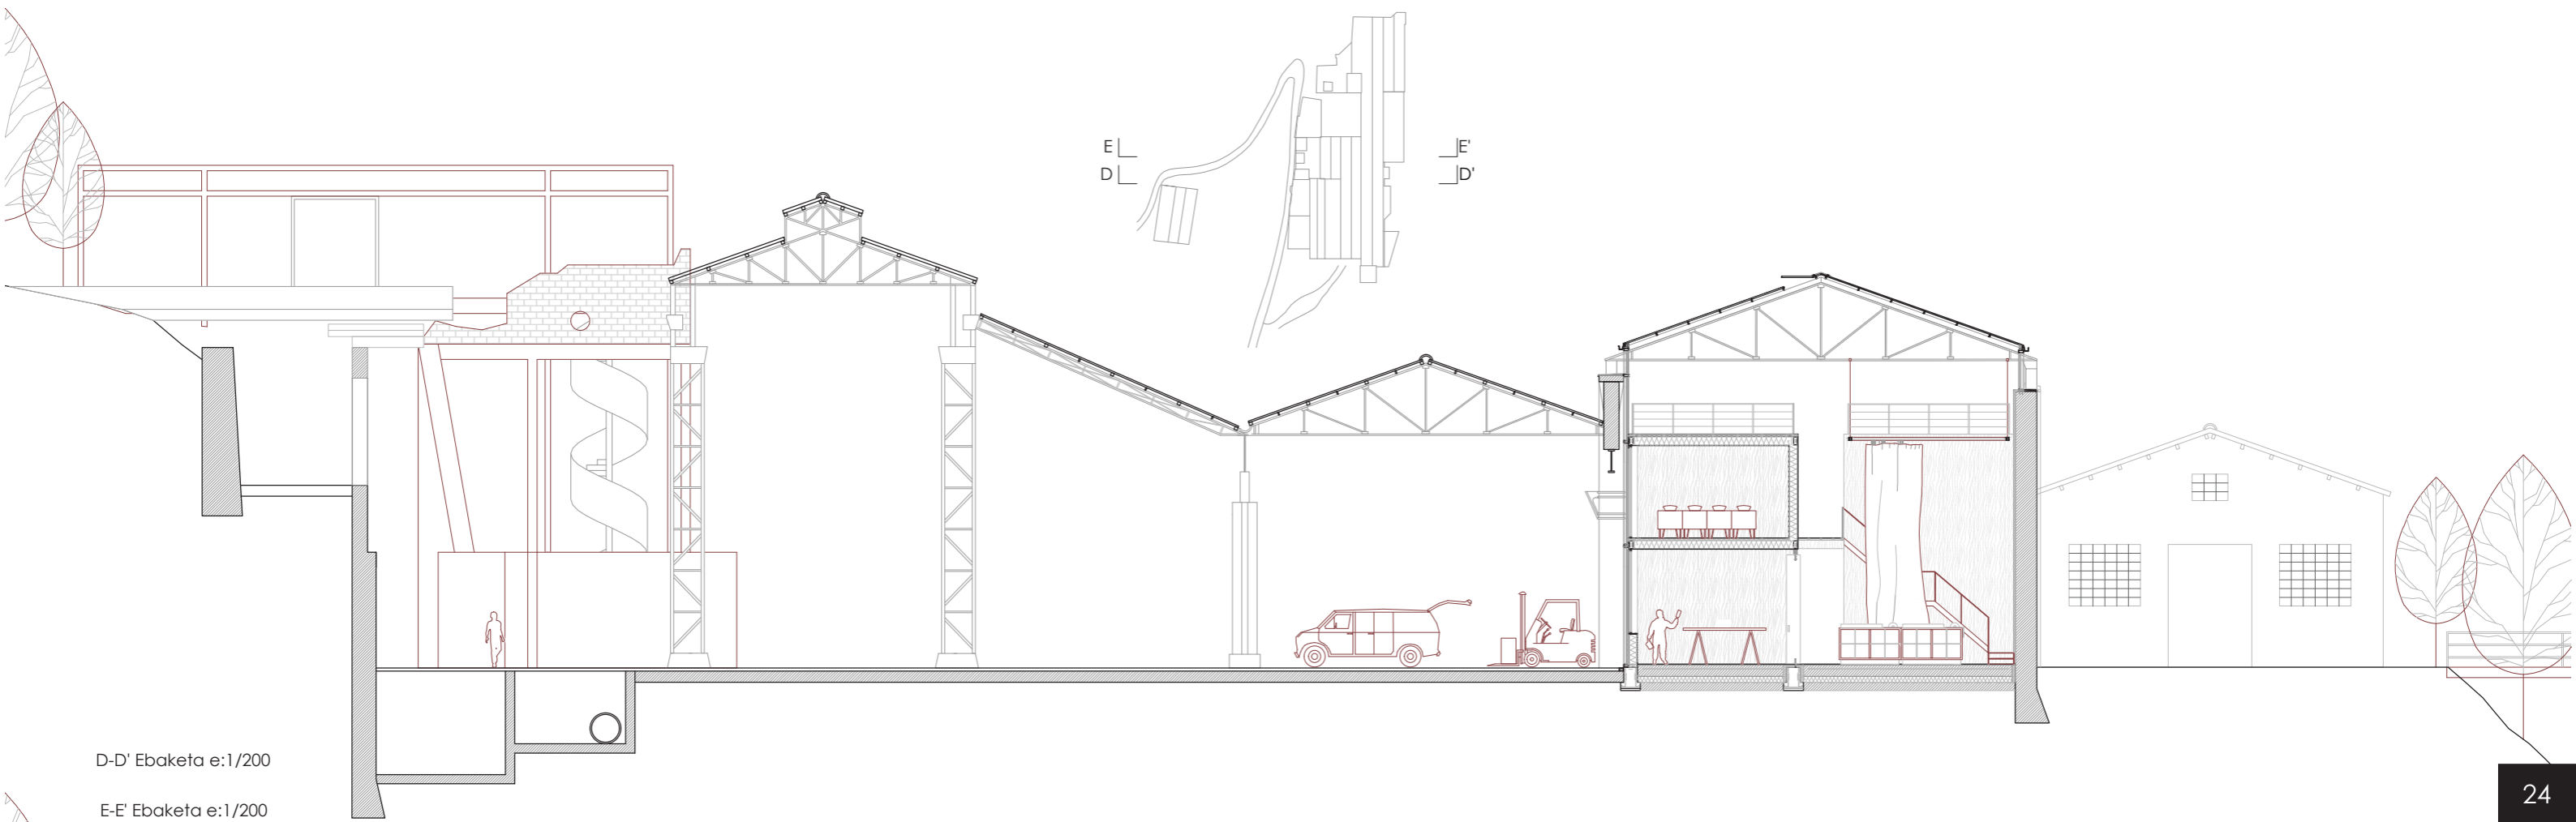 E E'
D D'
D-D' Ebaketa e:1/200
E-E' Ebaketa e:1/200
24